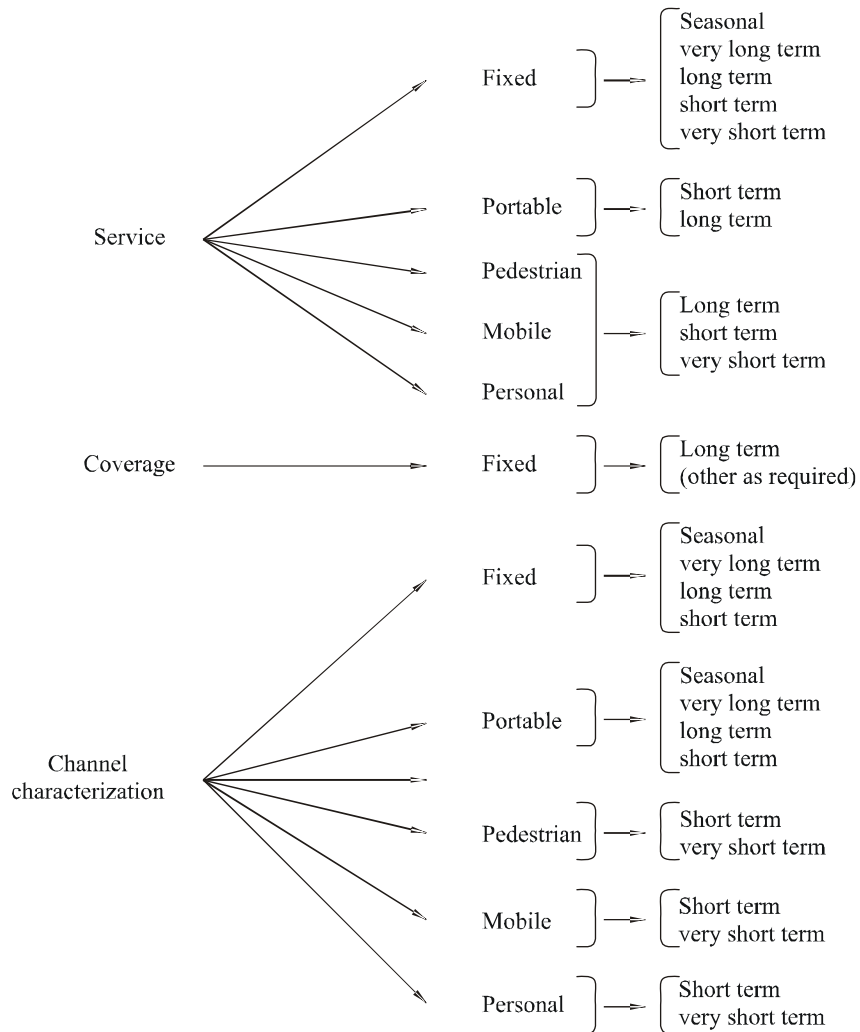 Service
Fixed
Seasonal
very long term
long term
short term
very short term
Portable
Short term
long term
Pedestrian
Mobile
Personal
Long term
short term
very short term
Coverage
Fixed
Long term
(other as required)
Channel
characterization
Fixed
Seasonal
very long term
long term
short term
Portable
Seasonal
very long term
long term
short term
Pedestrian
Short term
very short term
Mobile
Short term
very short term
Personal
Short term
very short term